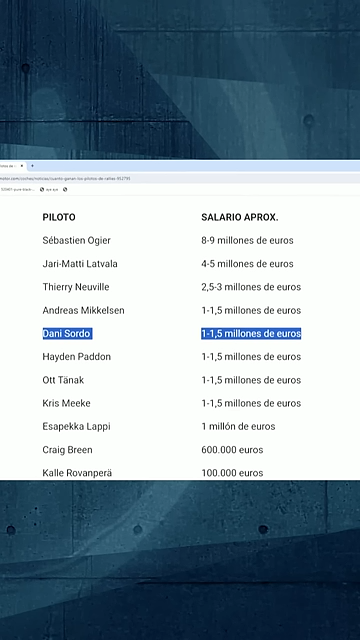 PILOTO SALARIO APROX.
Sébastien Ogier 8-9 millones de euros
Jari-Matti Latvala 4-5 millones de euros
Thierry Neuville 2,5-3 millones de euros
Andreas Mikkelsen 1-1,5 millones de euros
Dani Sordo 1-1,5 millones de euros
Hayden Paddon 1-1,5 millones de euros
Ott Tänak 1-1,5 millones de euros
Kris Meeke 1-1,5 millones de euros
Esapekka Lappi 1 millón de euros
Craig Breen 600.000 euros
Kalle Rovanperä 100.000 euros